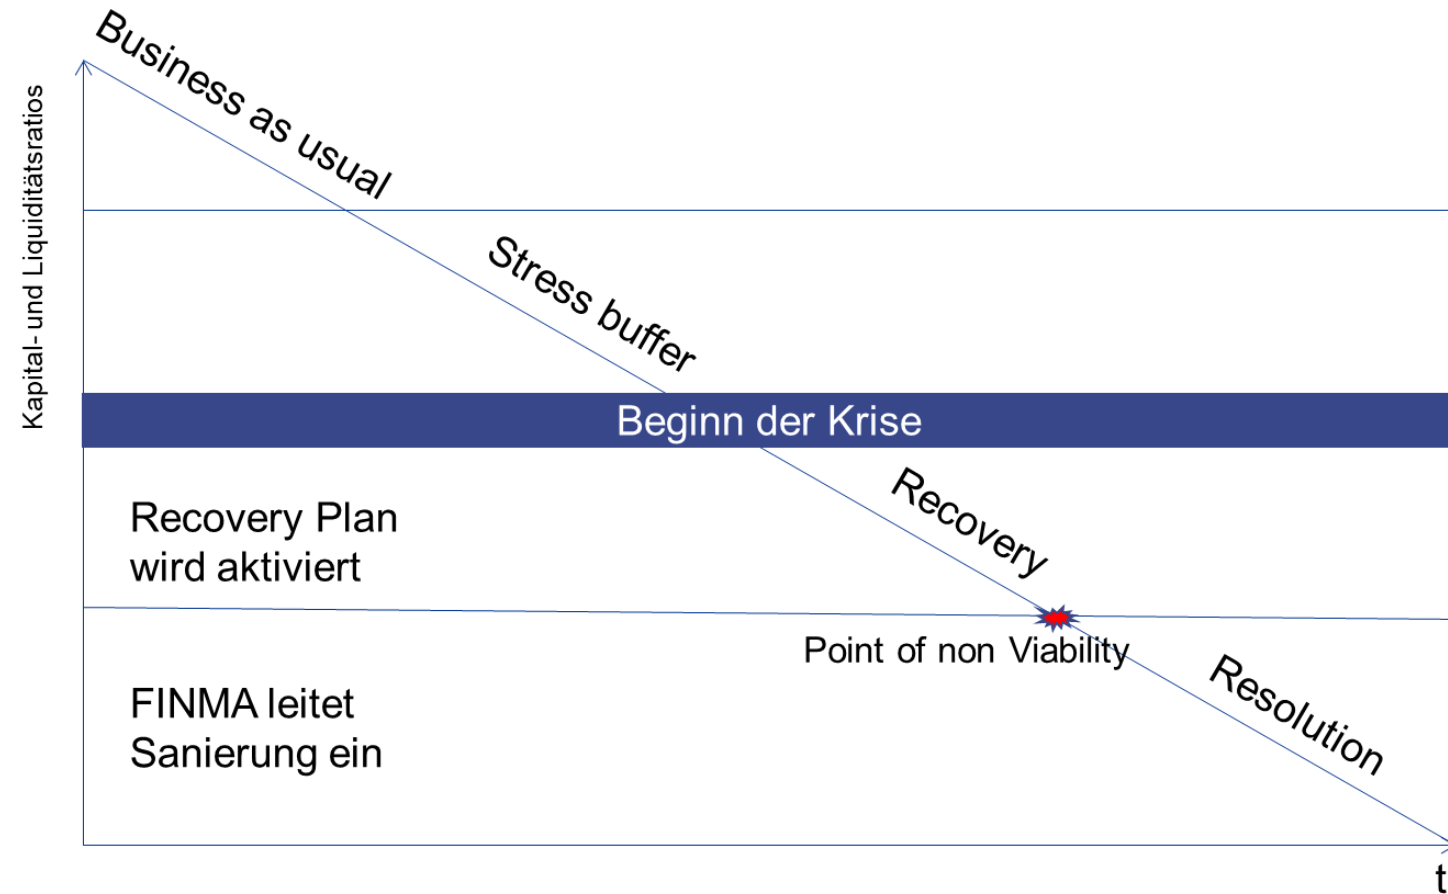 Business as usual
Kapital- und Liquiditätsratios
Stress buffer
Beginn der Krise
Recovery
Recovery Plan
wird aktiviert
Point of non Viability
Resolution
FINMA leitet
Sanierung ein
t